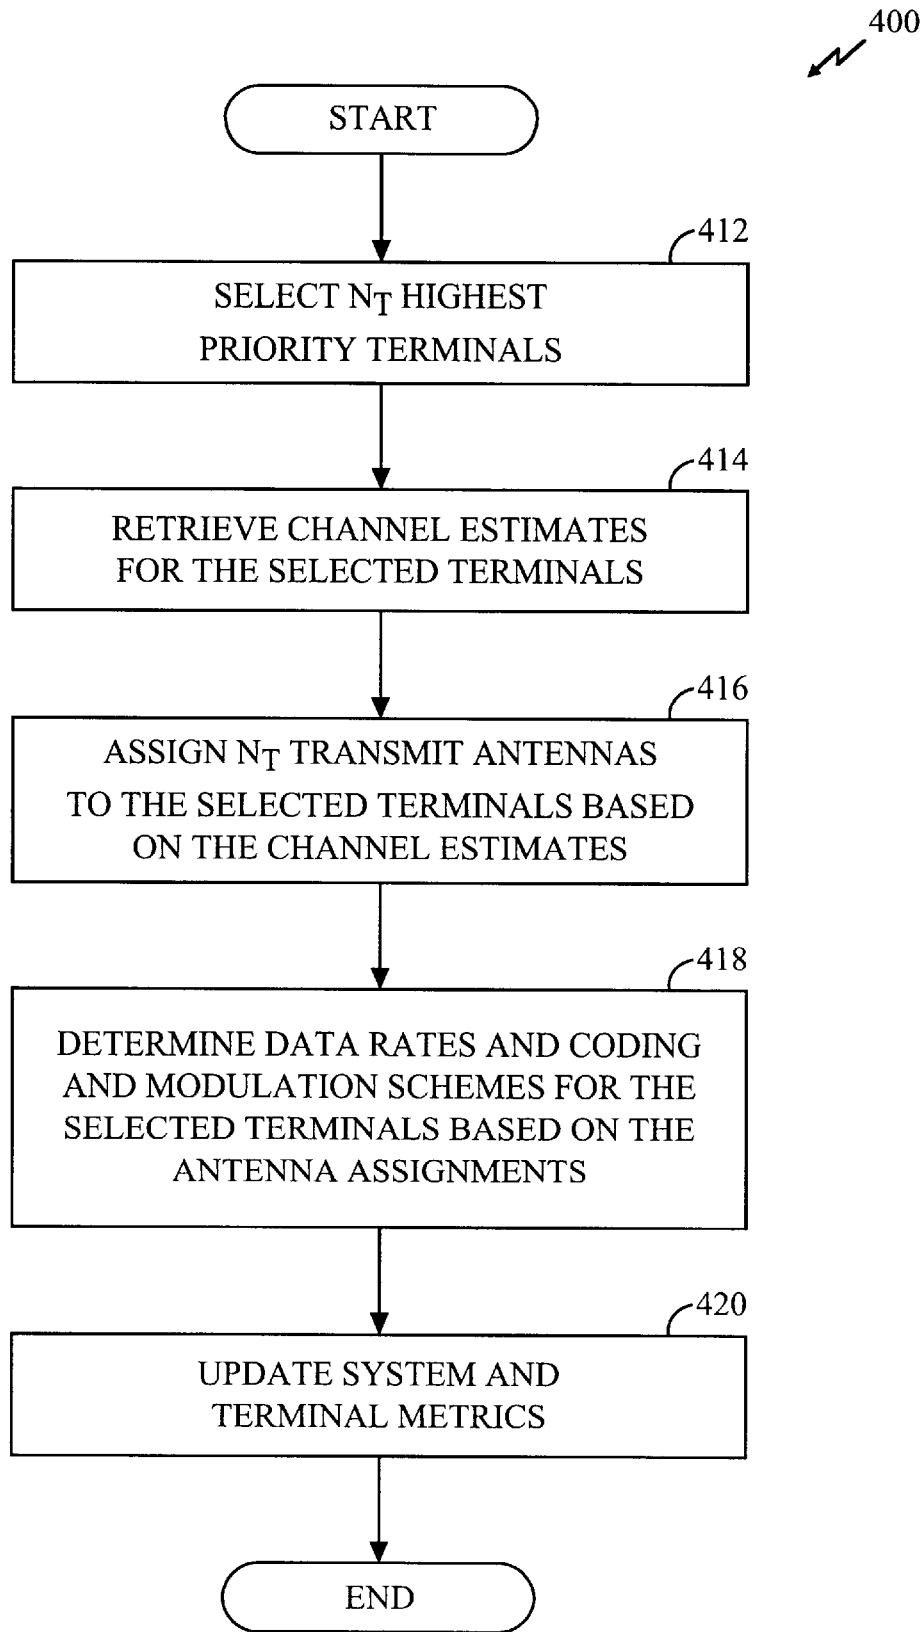 400
START
412
SELECT NT HIGHEST
PRIORITY TERMINALS
414
RETRIEVE CHANNEL ESTIMATES
FOR THE SELECTED TERMINALS
416
ASSIGN NT TRANSMIT ANTENNAS
TO THE SELECTED TERMINALS BASED
ON THE CHANNEL ESTIMATES
418
DETERMINE DATA RATES AND CODING
AND MODULATION SCHEMES FOR THE
SELECTED TERMINALS BASED ON THE
ANTENNA ASSIGNMENTS
420
UPDATE SYSTEM AND
TERMINAL METRICS
END